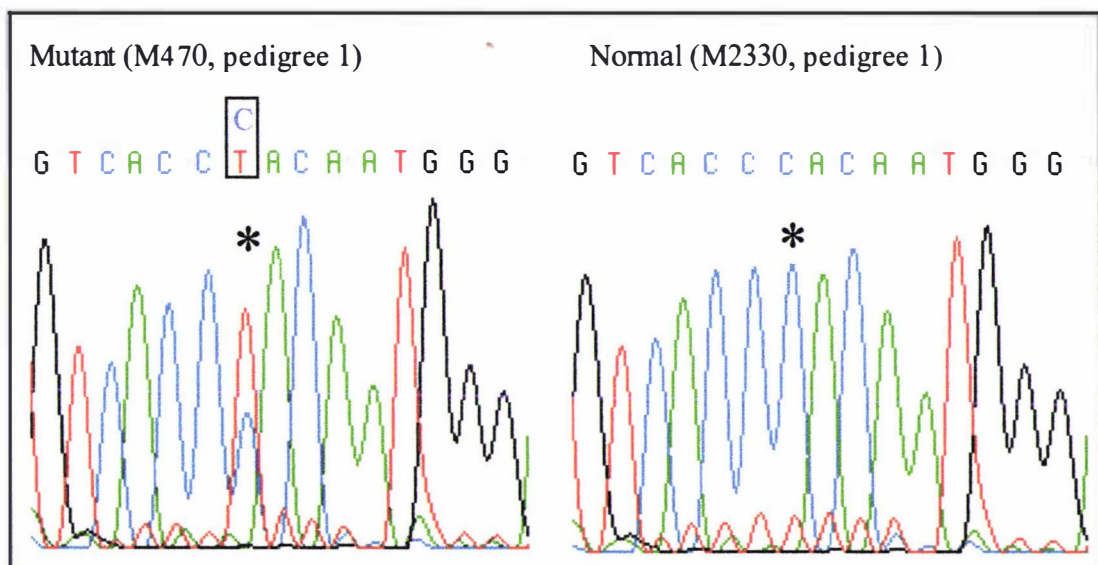 Mutant (M470, pedigree 1)
Normal (M2330, pedigree 1)
C
G T C A C C T A C A A T G G G
G T C A C C C A C A A T G G G
*
*